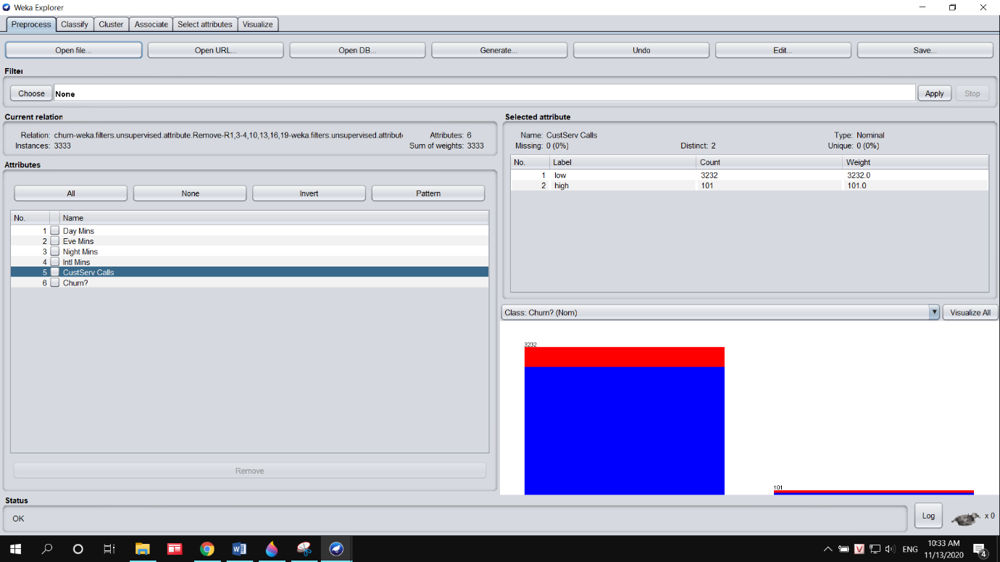 Weka Explorer
Preprocess Classify Cluster Associate Select attributes Visualize
Open file... Open URL... Open DB... Generate... Undo Edit... Save...
Filter
Choose None Apply Stop
Current relation
Relation: churn-weka.filters.unsupervised.attribute.Remove-R1,3-4,10,13,16,19-weka.filters.unsupervised.attribute Attributes: 6
Instances: 3333 Sum of weights: 3333
Attributes
All None Invert Pattern
No. Name
1 Day Mins
2 Eve Mins
3 Night Mins
4 Intl Mins
5 CustServ Calls
6 Churn?
Remove
Selected attribute
Name: CustServ Calls Type: Nominal
Missing: 0 (0%) Distinct: 2 Unique: 0 (0%)
No. Label Count Weight
1 low 3232 3232.0
2 high 101 101.0
Class: Churn? (Nom) Visualize All
3232
101
Status
OK
Log x 0
ENG
10:33 AM
11/13/2020
4